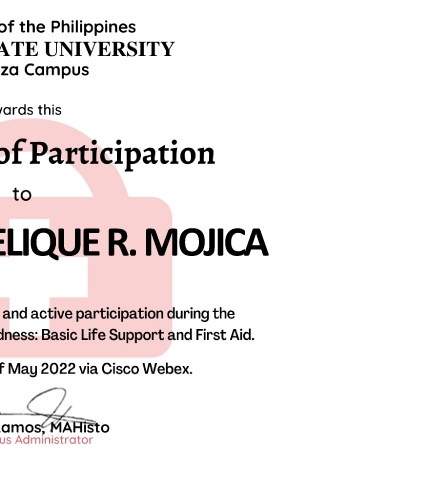 of the Philippines
ATE UNIVERSITY
za Campus
wards this
of Participation
to
ELIQUE R. MOJICA
and active participation during the
dness: Basic Life Support and First Aid.
f May 2022 via Cisco Webex.
amos, MAHisto
us Administrator